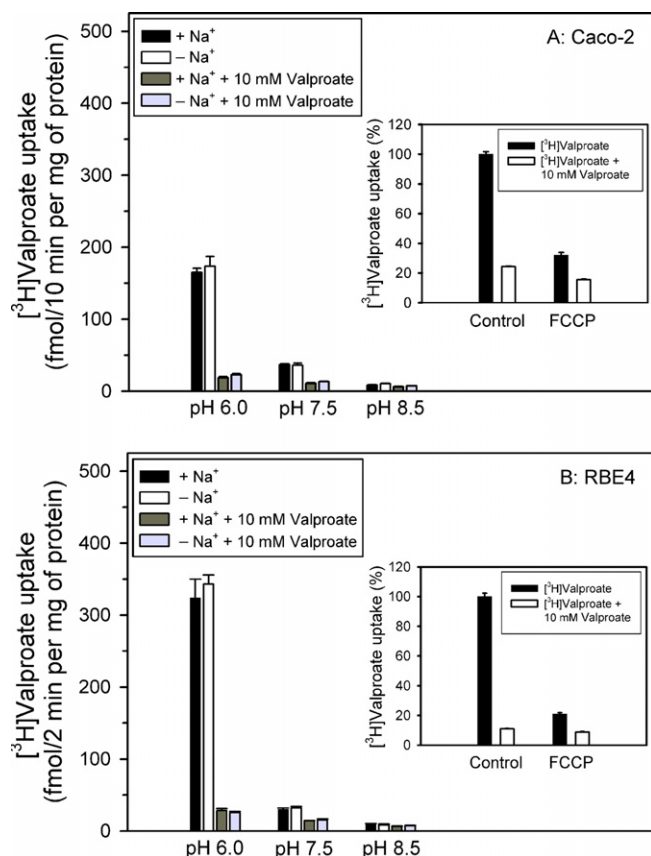 A: Caco-2
[³H]Valproate uptake
(fmol/10 min per mg of protein)
500
400
300
200
100
0
+ Na⁺
– Na⁺
+ Na⁺ + 10 mM Valproate
– Na⁺ + 10 mM Valproate
[³H]Valproate uptake (%)
120
100
80
60
40
20
0
[³H]Valproate
[³H]Valproate +
10 mM Valproate
Control FCCP
pH 6.0 pH 7.5 pH 8.5
B: RBE4
[³H]Valproate uptake
(fmol/2 min per mg of protein)
500
400
300
200
100
0
+ Na⁺
– Na⁺
+ Na⁺ + 10 mM Valproate
– Na⁺ + 10 mM Valproate
[³H]Valproate uptake (%)
120
100
80
60
40
20
0
[³H]Valproate
[³H]Valproate +
10 mM Valproate
Control FCCP
pH 6.0 pH 7.5 pH 8.5